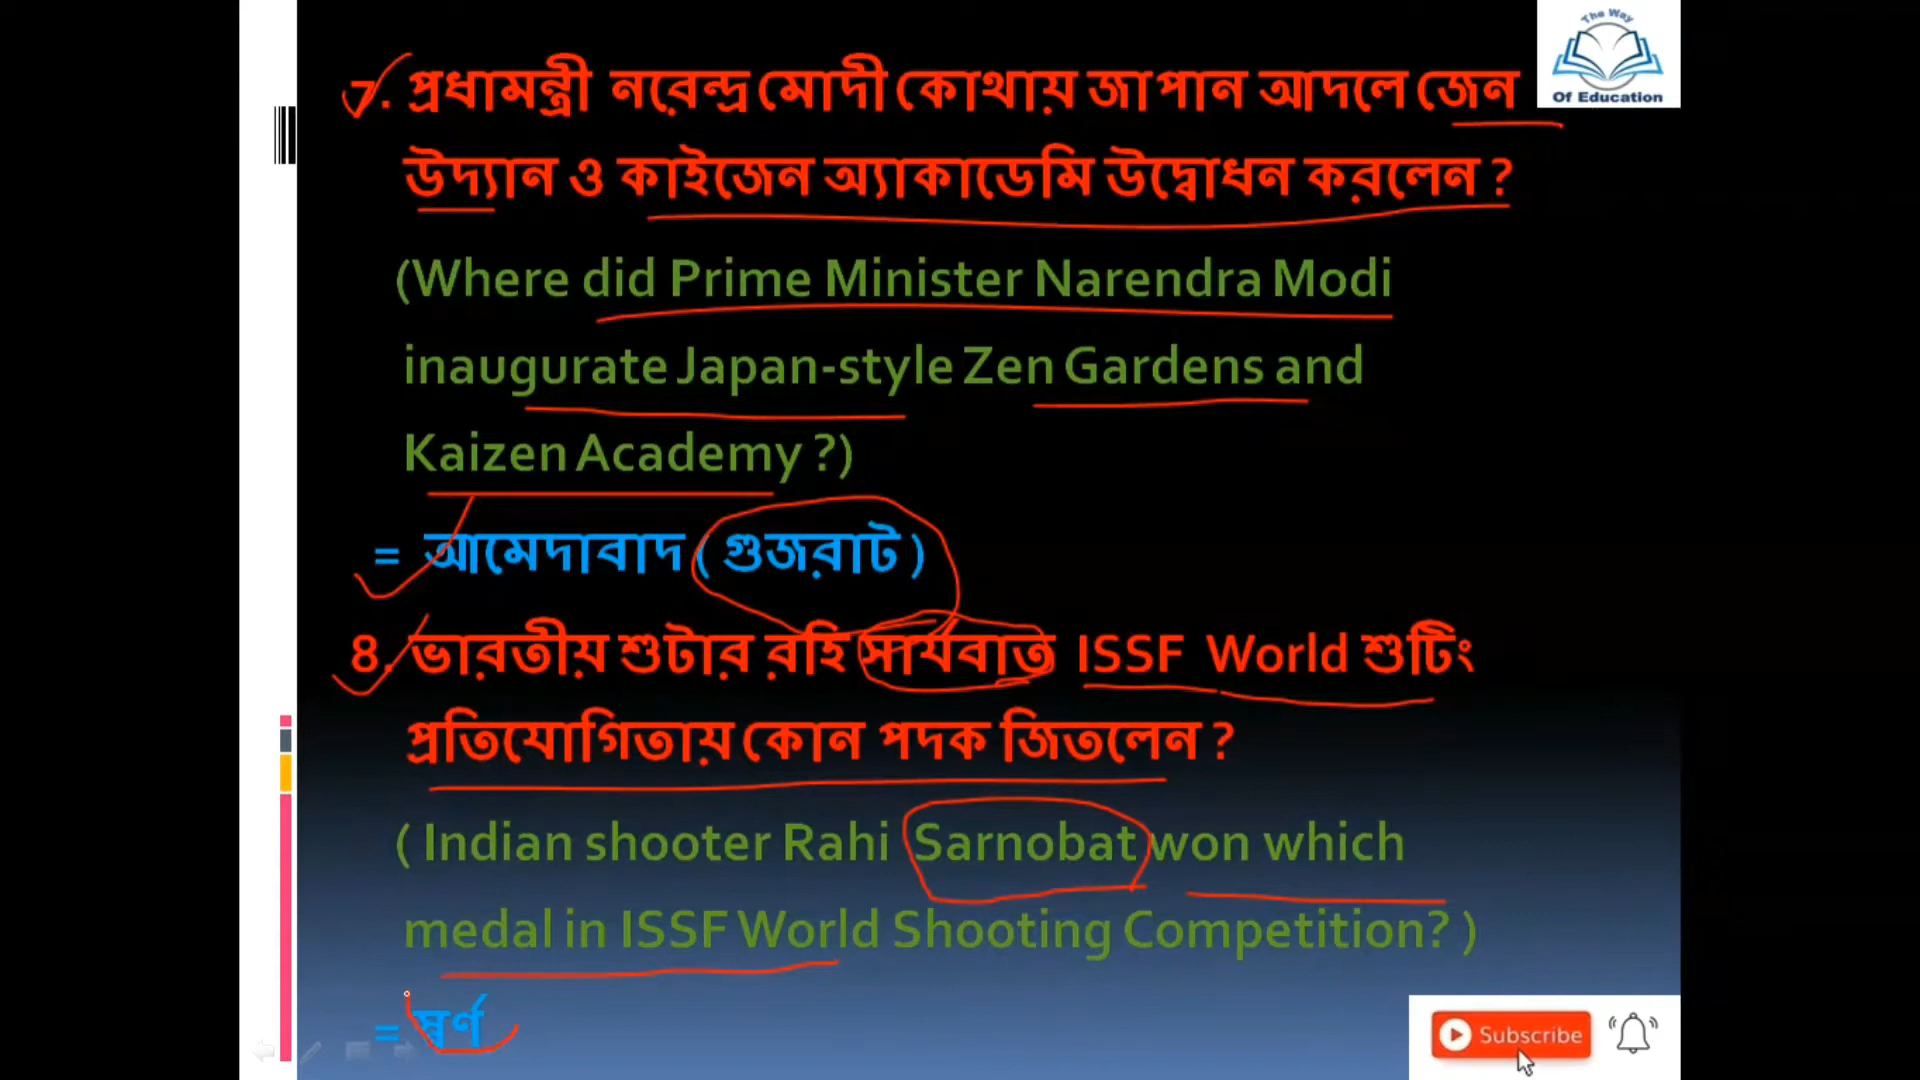 The Way
Of Education
7. প্রধামন্ত্রী নরেন্দ্র মোদী কোথায় জাপান আদলে জেন
উদ্যান ও কাইজেন অ্যাকাডেমি উদ্বোধন করলেন ?
(Where did Prime Minister Narendra Modi
inaugurate Japan-style Zen Gardens and
Kaizen Academy ?)
= আমেদাবাদ ( গুজরাট )
8. ভারতীয় শুটার রহি সার্যবাত ISSF World শুটিং
প্রতিযোগিতায় কোন পদক জিতলেন ?
( Indian shooter Rahi Sarnobat won which
medal in ISSF World Shooting Competition? )
= স্বর্ণ
Subscribe